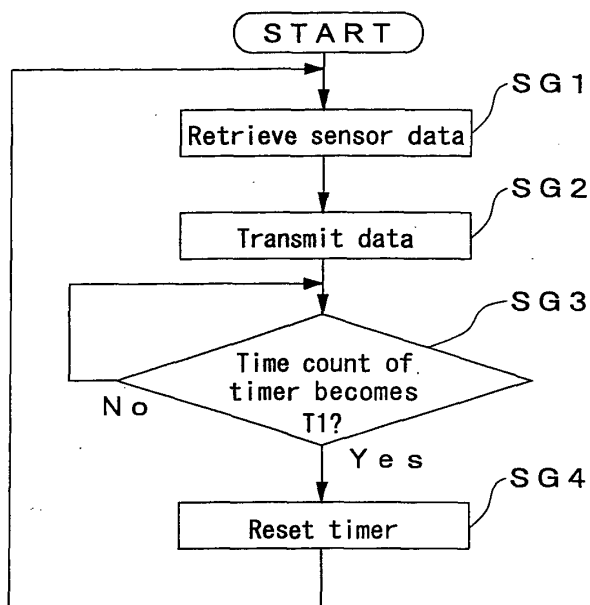 START
SG1
Retrieve sensor data
SG2
Transmit data
SG3
Time count of
timer becomes
T1?
No
Yes
SG4
Reset timer